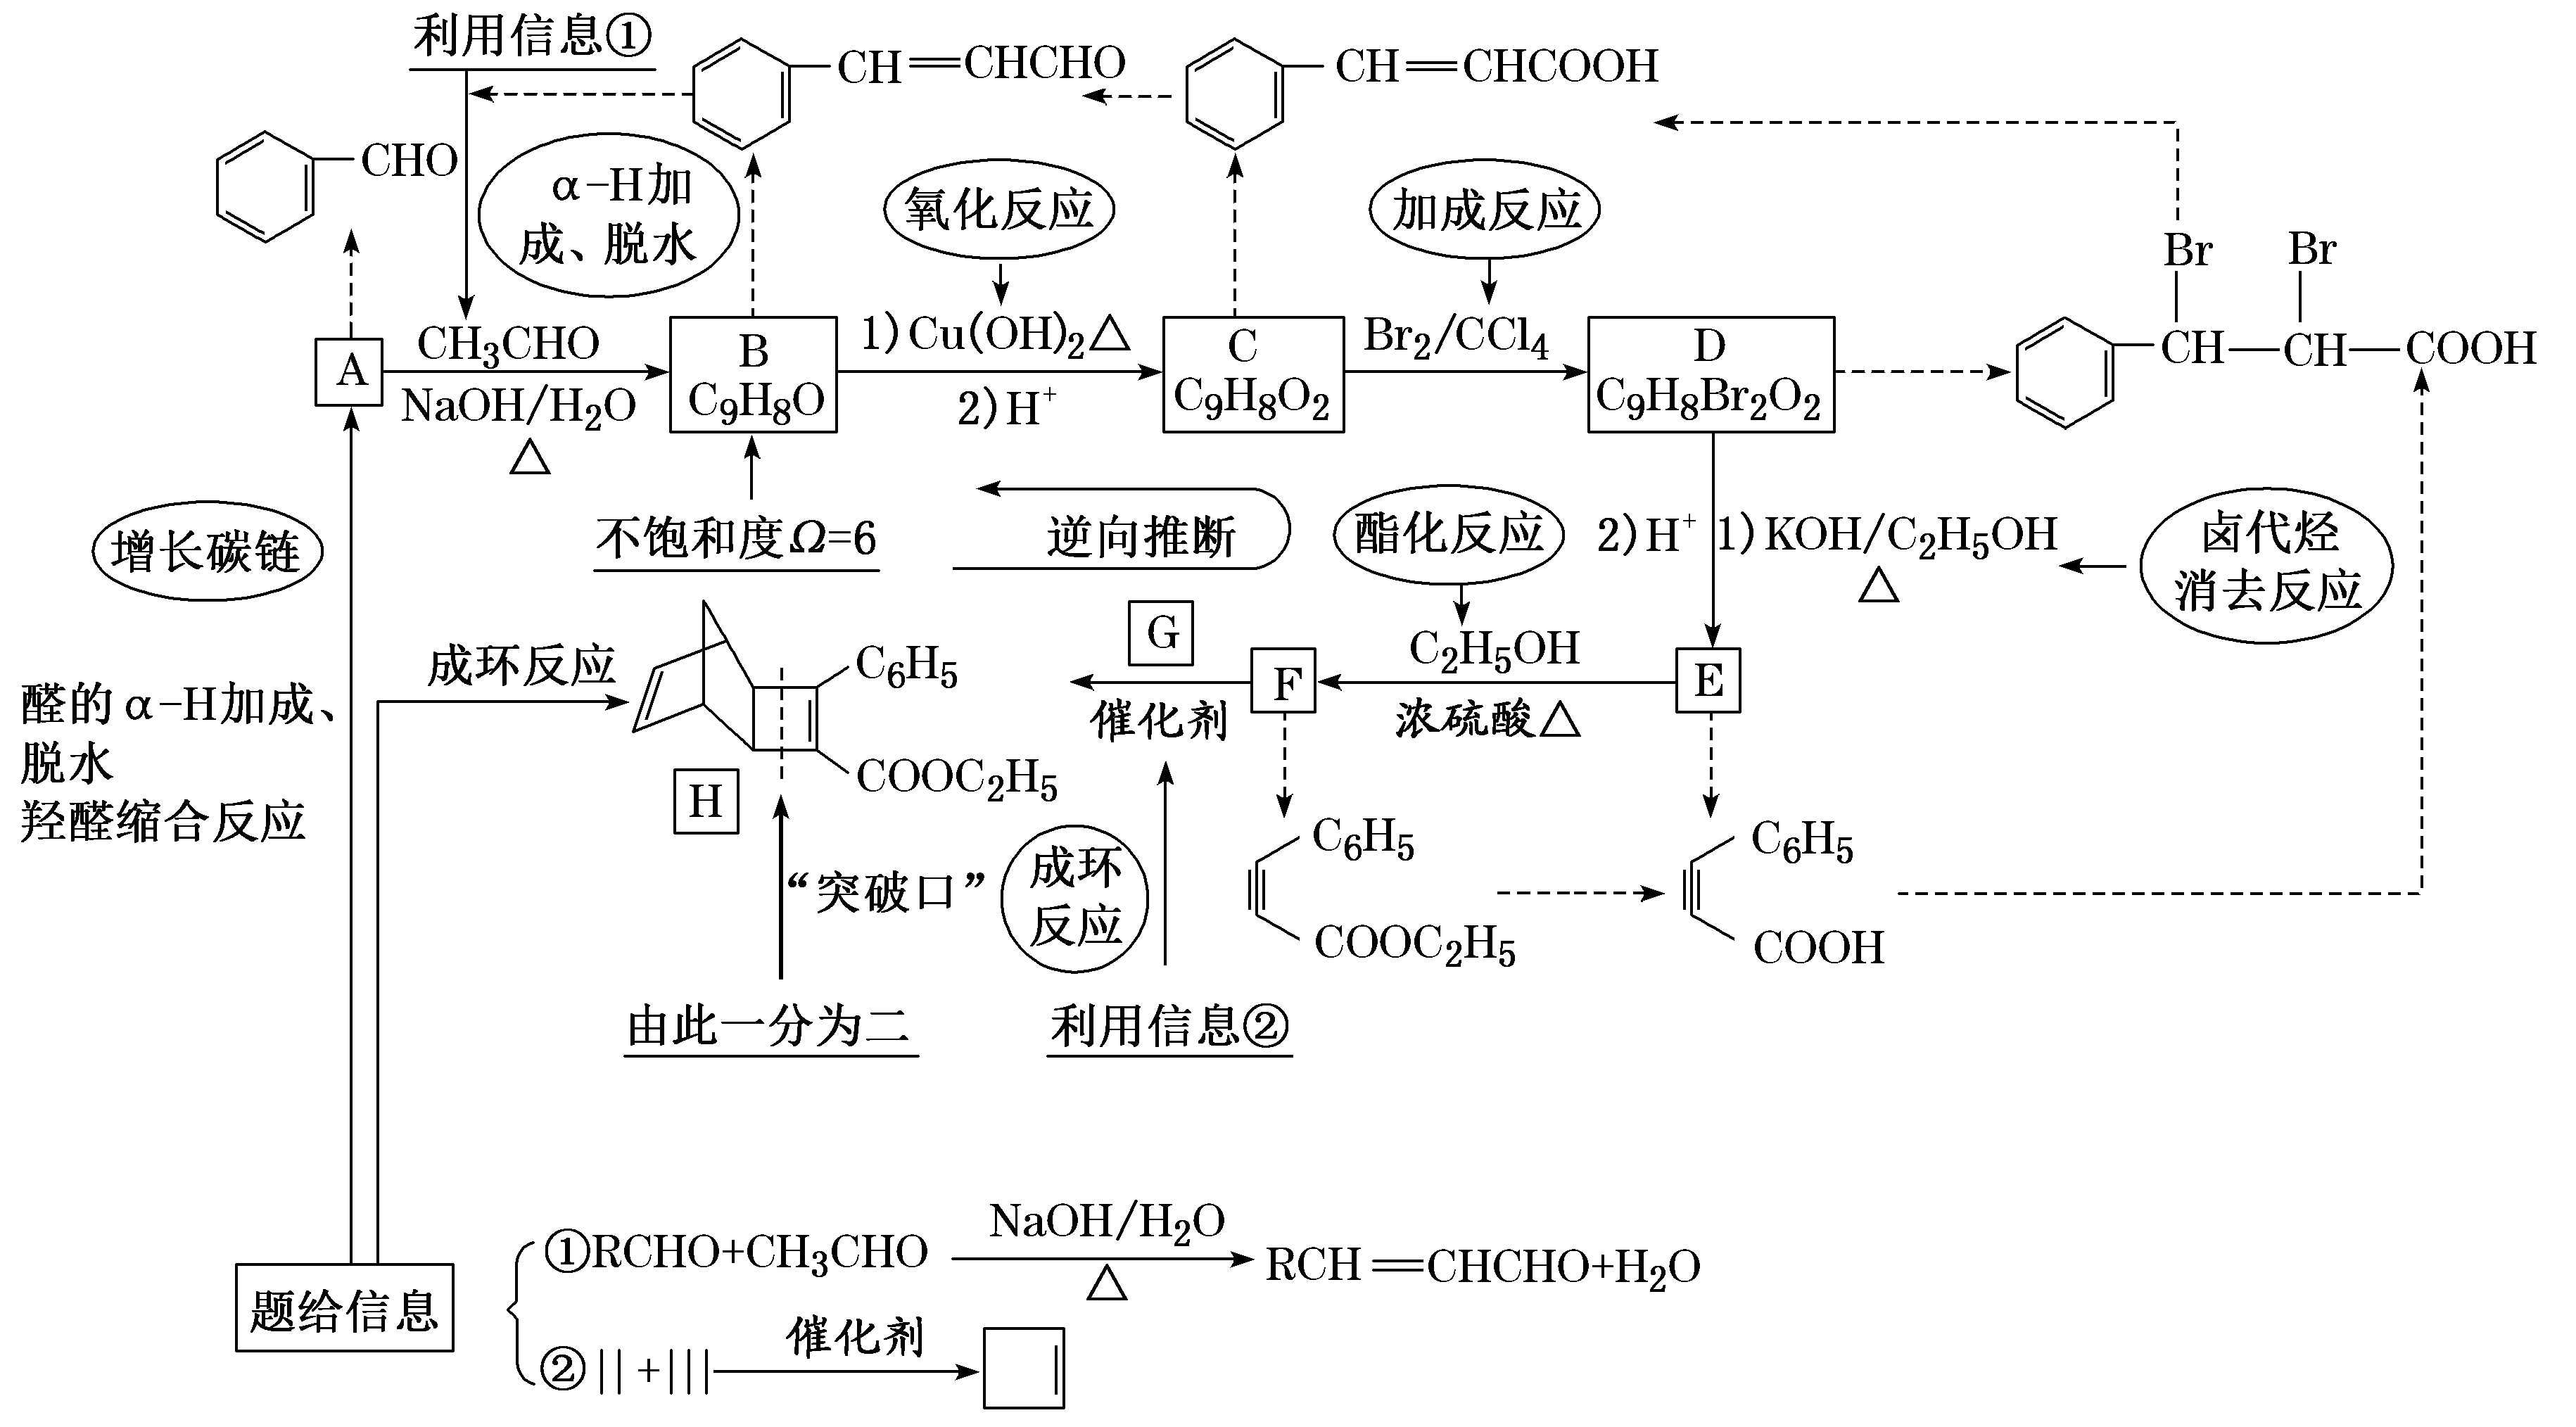 利用信息①
CH=CHCHO
CH=CHCOOH
CHO
α-H加
成、脱水
氧化反应
加成反应
Br Br
CH—CH—COOH
A
CH₃CHO
NaOH/H₂O
△
B
C₉H₈O
1)Cu(OH)₂△
2)H⁺
C
C₉H₈O₂
Br₂/CCl₄
D
C₉H₈Br₂O₂
增长碳链
不饱和度Ω=6
逆向推断
酯化反应
2)H⁺
1)KOH/C₂H₅OH
△
卤代烃
消去反应
醛的α-H加成、
脱水
羟醛缩合反应
成环反应
C₆H₅
COOC₂H₅
H
G
催化剂
F
C₂H₅OH
浓硫酸△
E
“突破口”
成环
反应
C₆H₅
COOC₂H₅
C₆H₅
COOH
由此一分为二
利用信息②
题给信息
①RCHO+CH₃CHO
NaOH/H₂O
△
RCH=CHCHO+H₂O
②||+|||
催化剂